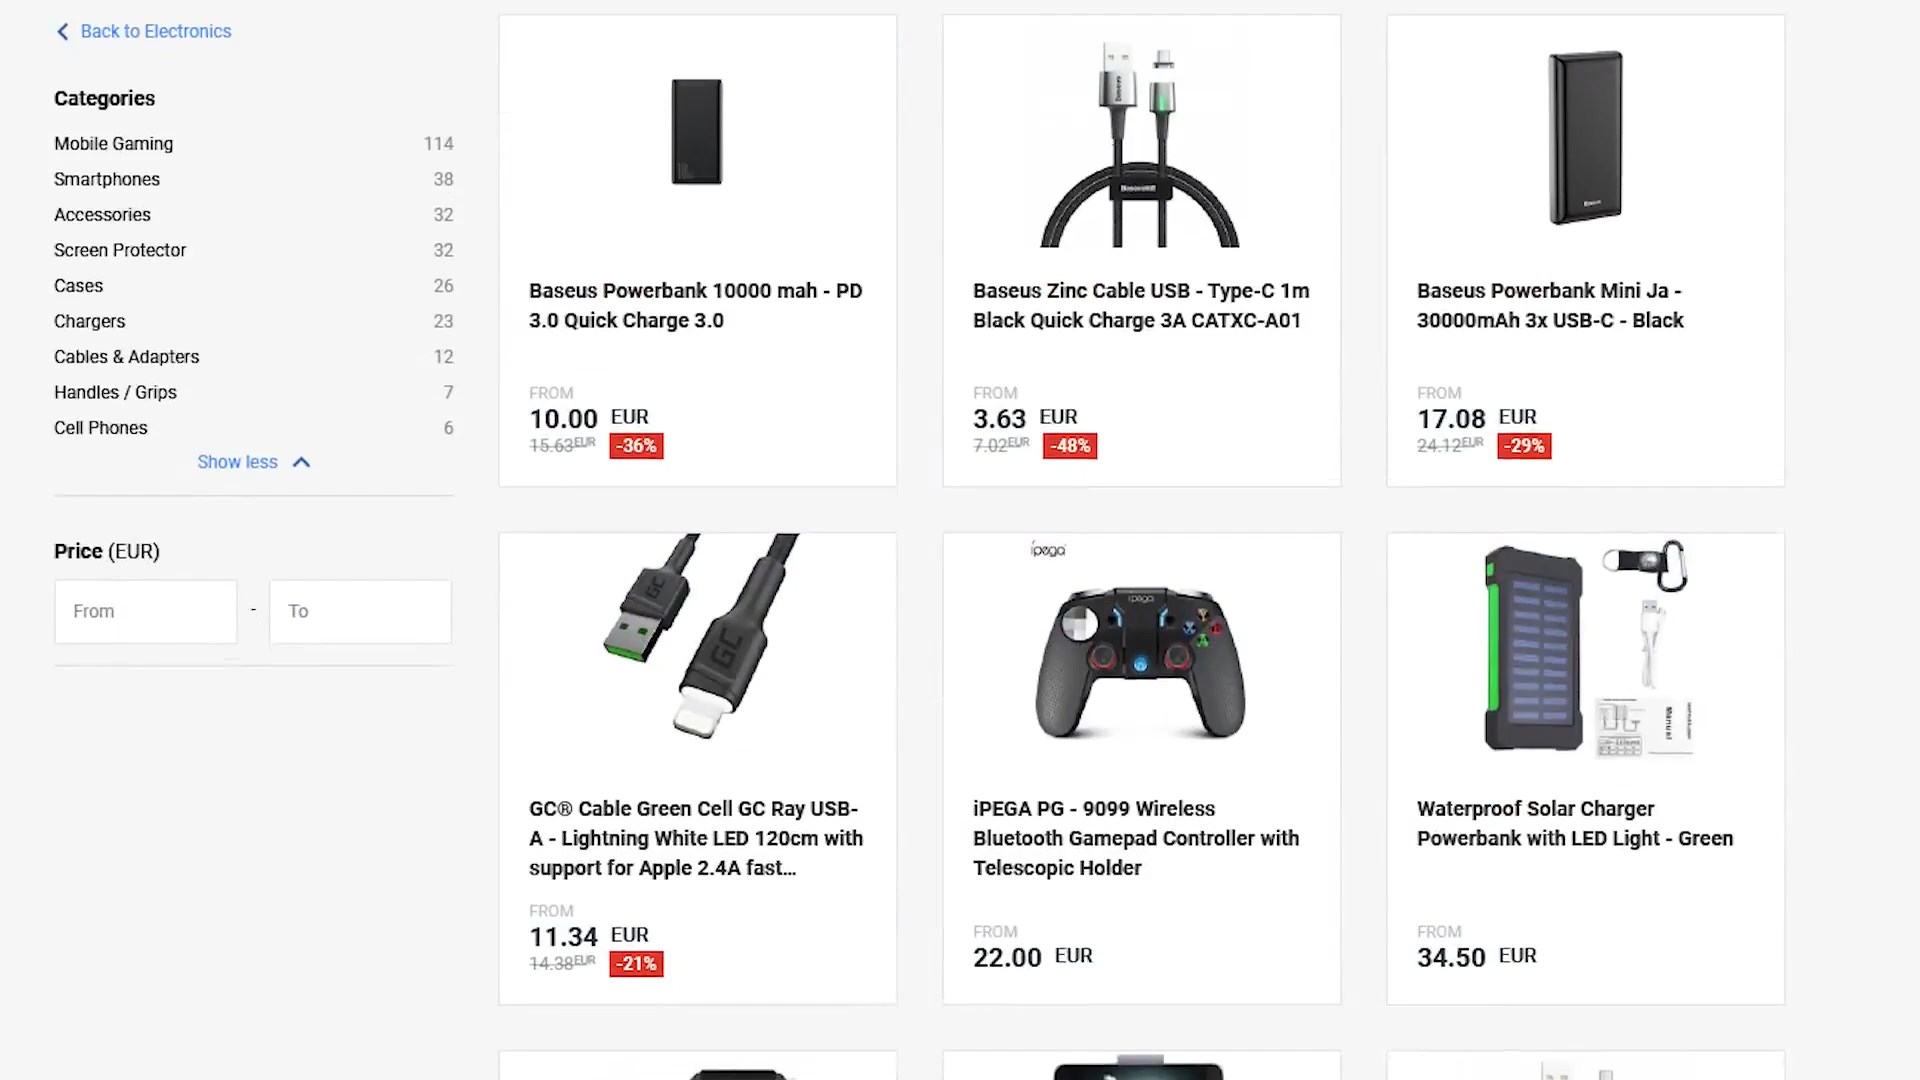 Back to Electronics
Categories
Mobile Gaming 114
Smartphones 38
Accessories 32
Screen Protector 32
Cases 26
Chargers 23
Cables & Adapters 12
Handles / Grips 7
Cell Phones 6
Show less
Price (EUR)
From - To
Baseus Powerbank 10000 mah - PD
3.0 Quick Charge 3.0
FROM
10.00 EUR
15.63EUR -36%
Baseus
Baseus Zinc Cable USB - Type-C 1m
Black Quick Charge 3A CATXC-A01
FROM
3.63 EUR
7.02EUR -48%
Baseus
Baseus Powerbank Mini Ja -
30000mAh 3x USB-C - Black
FROM
17.08 EUR
24.12EUR -29%
GC
GC
GC® Cable Green Cell GC Ray USB-
A - Lightning White LED 120cm with
support for Apple 2.4A fast...
FROM
11.34 EUR
14.38EUR -21%
ipega
ipega
iPEGA PG - 9099 Wireless
Bluetooth Gamepad Controller with
Telescopic Holder
FROM
22.00 EUR
Manual
Waterproof Solar Charger
Powerbank with LED Light - Green
FROM
34.50 EUR